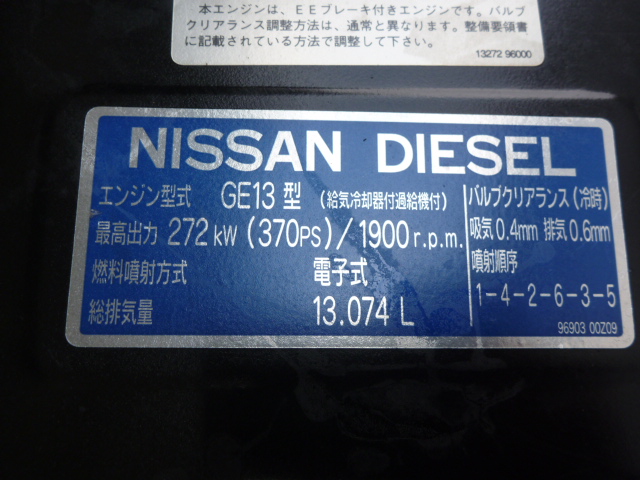 本エンジンは、EEブレーキ付きエンジンです。バルブ
クリアランス調整方法は、通常と異なります。整備要領書
に記載されている方法で調整して下さい。
13272 96000
NISSAN DIESEL
エンジン型式 GE13 型 (給気冷却器付過給機付)
最高出力 272 kW (370PS) / 1900 r.p.m.
燃料噴射方式 電子式
総排気量 13.074 L
バルブクリアランス (冷時)
吸気 0.4mm 排気 0.6mm
噴射順序
1-4-2-6-3-5
96903 00Z09